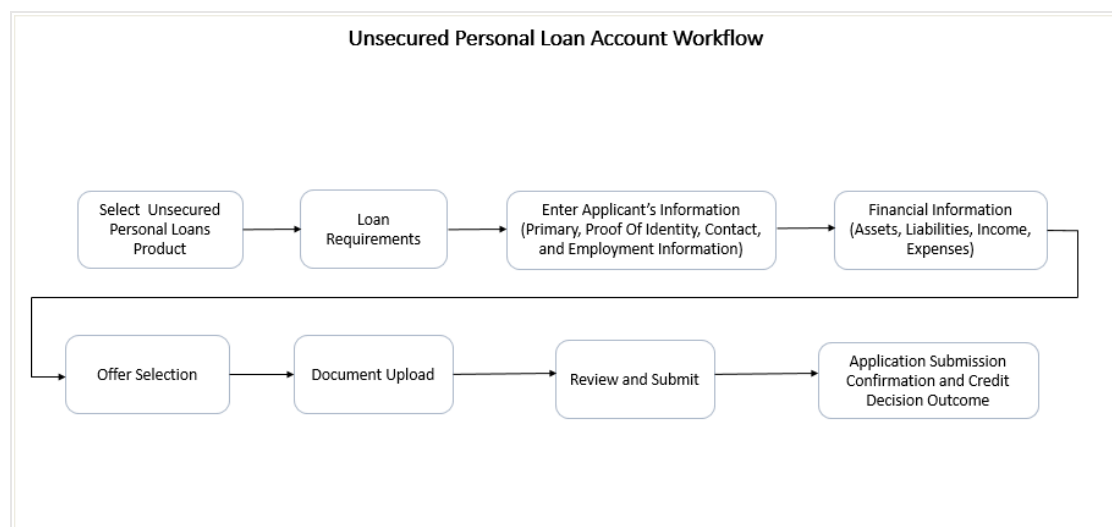 Unsecured Personal Loan Account Workflow
Select Unsecured
Personal Loans
Product
Loan
Requirements
Enter Applicant's Information
(Primary, Proof Of Identity, Contact,
and Employment Information)
Financial Information
(Assets, Liabilities, Income,
Expenses)
Offer Selection
Document Upload
Review and Submit
Application Submission
Confirmation and Credit
Decision Outcome